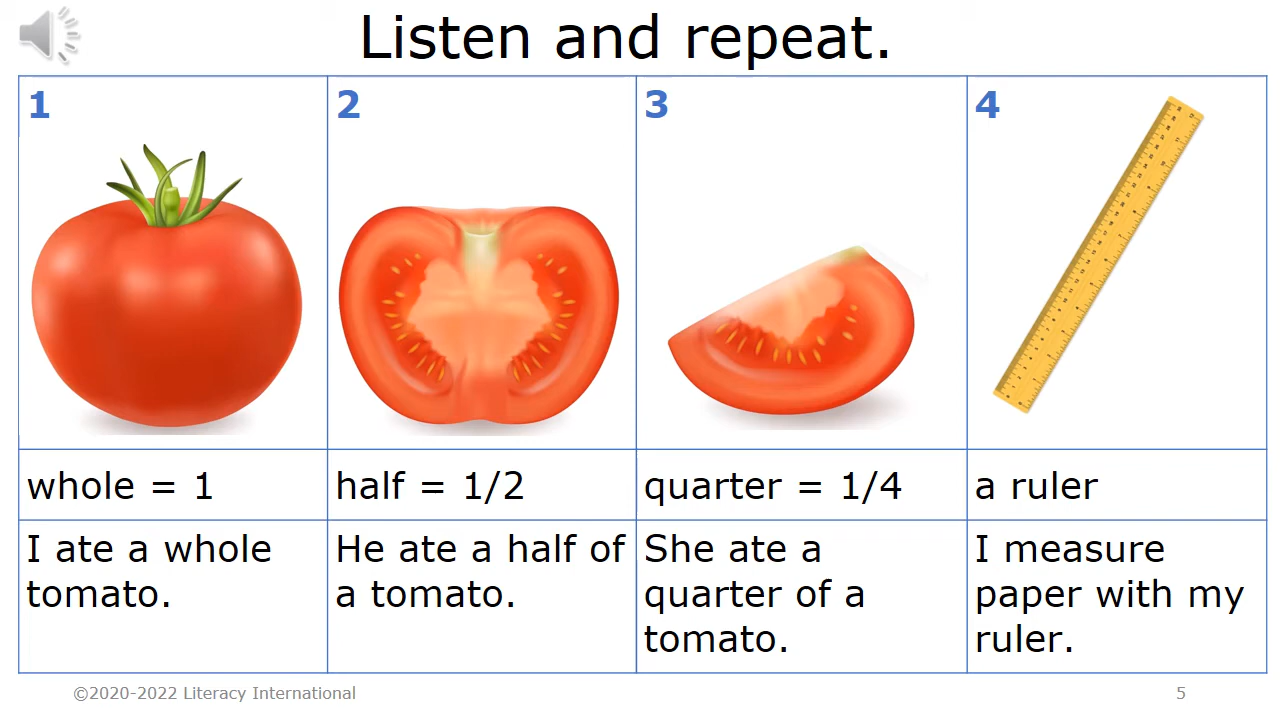 Listen and repeat.
1
2
3
4
whole = 1
half = 1/2
quarter = 1/4
a ruler
I ate a whole
tomato.
He ate a half of
a tomato.
She ate a
quarter of a
tomato.
I measure
paper with my
ruler.
©2020-2022 Literacy International
5